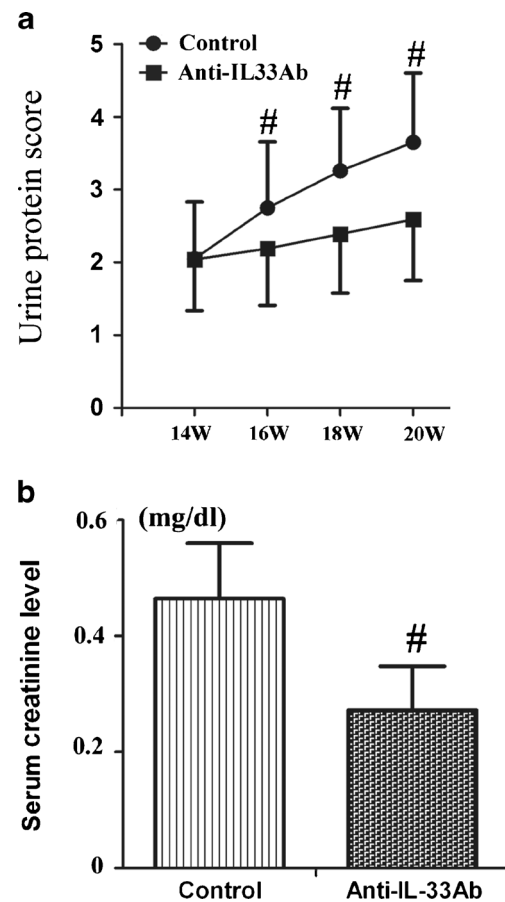 a
5
Control
Anti-IL33Ab
#
#
#
4
3
2
1
0
Urine protein score
14W 16W 18W 20W
b
0.6
(mg/dl)
0.4
#
0.2
0
Serum creatinine level
Control Anti-IL-33Ab